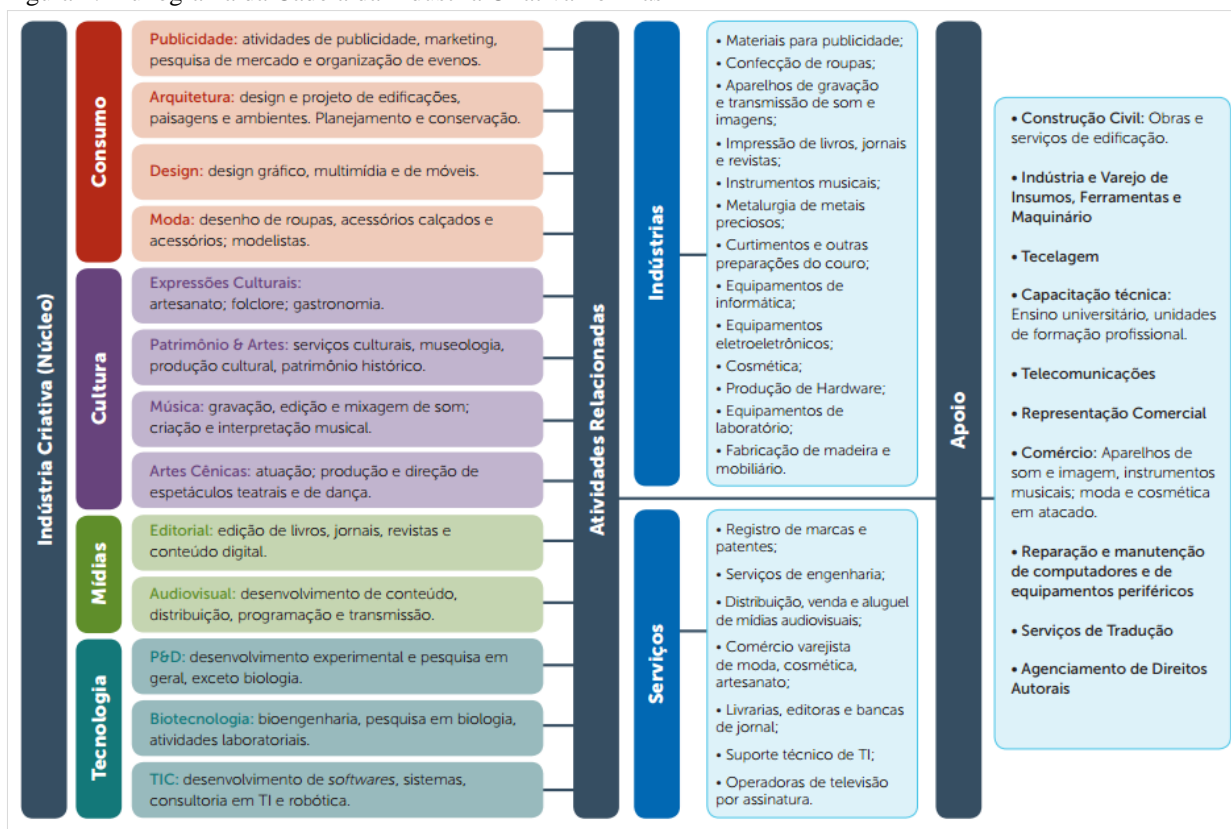 Indústria Criativa (Núcleo)
Consumo
Publicidade: atividades de publicidade, marketing,
pesquisa de mercado e organização de evenos.
Arquitetura: design e projeto de edificações,
paisagens e ambientes. Planejamento e conservação.
Design: design gráfico, multimídia e de móveis.
Moda: desenho de roupas, acessórios calçados e
acessórios; modelistas.
Cultura
Expressões Culturais:
artesanato; folclore; gastronomia.
Patrimônio & Artes: serviços culturais, museologia,
produção cultural, patrimônio histórico.
Música: gravação, edição e mixagem de som;
criação e interpretação musical.
Artes Cênicas: atuação; produção e direção de
espetáculos teatrais e de dança.
Mídias
Editorial: edição de livros, jornais, revistas e
conteúdo digital.
Audiovisual: desenvolvimento de conteúdo,
distribuição, programação e transmissão.
Tecnologia
P&D: desenvolvimento experimental e pesquisa em
geral, exceto biologia.
Biotecnologia: bioengenharia, pesquisa em biologia,
atividades laboratoriais.
TIC: desenvolvimento de softwares, sistemas,
consultoria em TI e robótica.
Atividades Relacionadas
Indústrias
• Materiais para publicidade;
• Confecção de roupas;
• Aparelhos de gravação
e transmissão de som e
imagens;
• Impressão de livros, jornais
e revistas;
• Instrumentos musicais;
• Metalurgia de metais
preciosos;
• Curtimentos e outras
preparações do couro;
• Equipamentos de
informática;
• Equipamentos
eletroeletrônicos;
• Cosmética;
• Produção de Hardware;
• Equipamentos de
laboratório;
• Fabricação de madeira e
mobiliário.
Serviços
• Registro de marcas e
patentes;
• Serviços de engenharia;
• Distribuição, venda e aluguel
de mídias audiovisuais;
• Comércio varejista
de moda, cosmética,
artesanato;
• Livrarias, editoras e bancas
de jornal;
• Suporte técnico de TI;
• Operadoras de televisão
por assinatura.
Apoio
• Construção Civil: Obras e
serviços de edificação.
• Indústria e Varejo de
Insumos, Ferramentas e
Maquinário
• Tecelagem
• Capacitação técnica:
Ensino universitário, unidades
de formação profissional.
• Telecomunicações
• Representação Comercial
• Comércio: Aparelhos de
som e imagem, instrumentos
musicais; moda e cosmética
em atacado.
• Reparação e manutenção
de computadores e de
equipamentos periféricos
• Serviços de Tradução
• Agenciamento de Direitos
Autorais